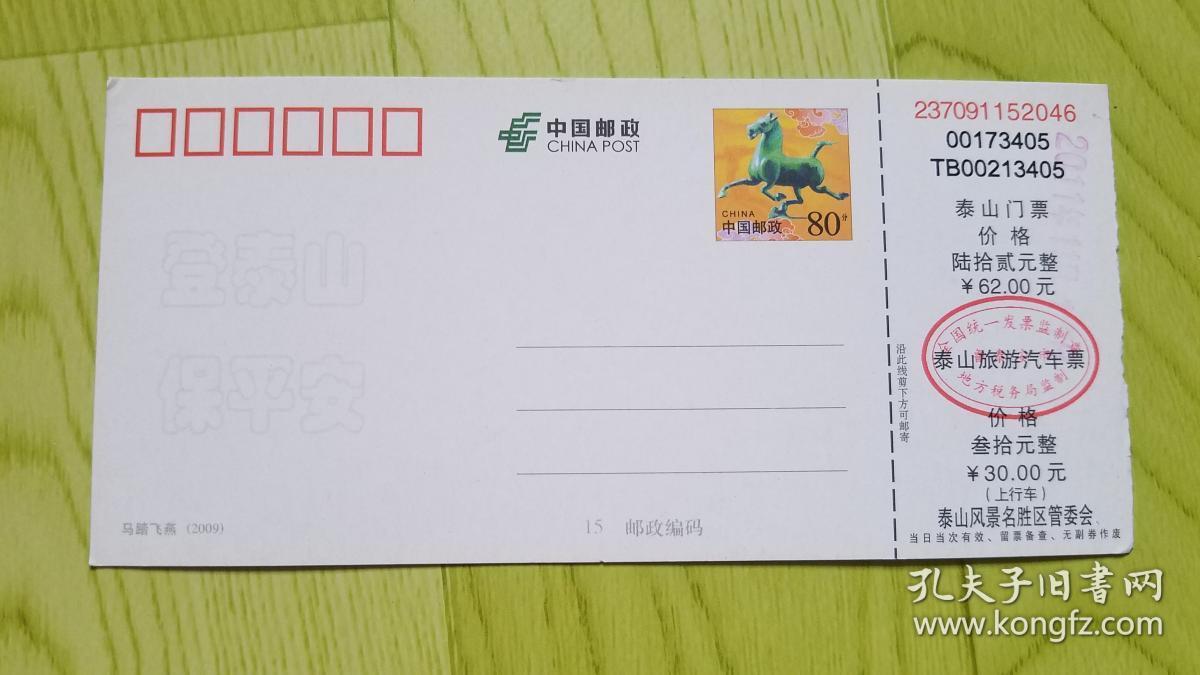 中国邮政
CHINA POST
CHINA
中国邮政 80分
登泰山
保平安
马踏飞燕 (2009)
15 邮政编码
沿此线剪下方可邮寄
237091152046
00173405
TB00213405
泰山门票
价格
陆拾贰元整
￥62.00元
全国统一发票监制章
泰山旅游汽车票
地方税务局监制
价格
叁拾元整
￥30.00元
(上行车)
泰山风景名胜区管委会
当日当次有效、留票备查、无副券作废
孔夫子旧书网
www.kongfz.com